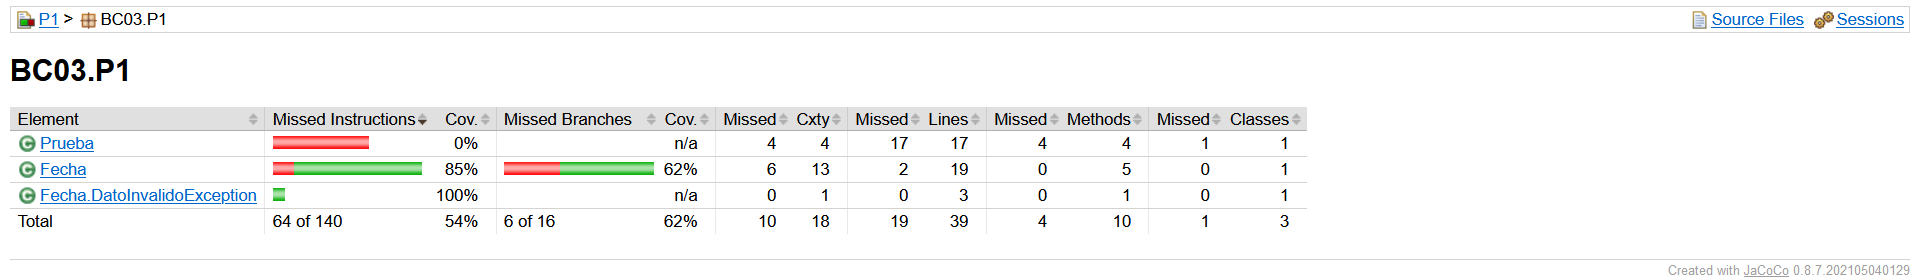 P1 > BC03.P1 Source Files Sessions
BC03.P1
Element Missed Instructions Cov. Missed Branches Cov. Missed Cxty Missed Lines Missed Methods Missed Classes
Prueba 0% n/a 4 4 17 17 4 4 1 1
Fecha 85% 62% 6 13 2 19 0 5 0 1
Fecha.DatoInvalidoException 100% n/a 0 1 0 3 0 1 0 1
Total 64 of 140 54% 6 of 16 62% 10 18 19 39 4 10 1 3
Created with JaCoCo 0.8.7.202105040129